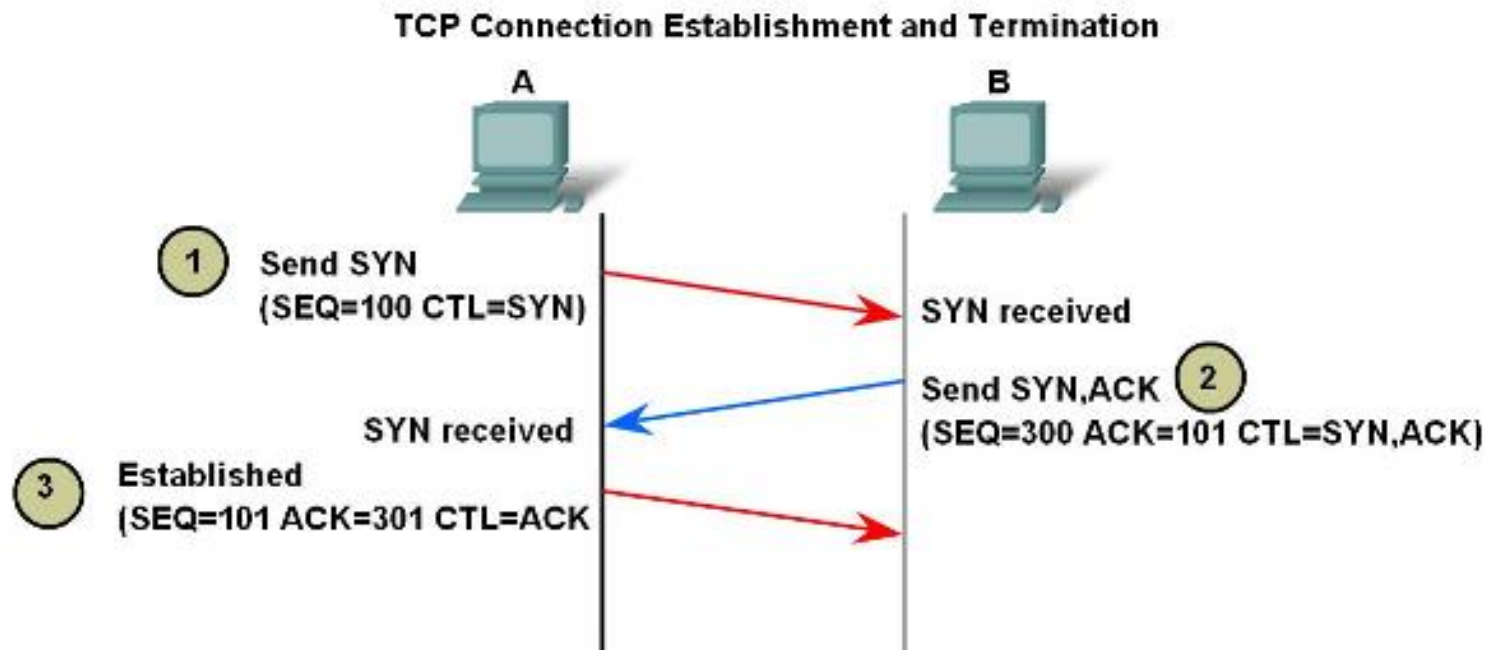 TCP Connection Establishment and Termination
A
B
1
Send SYN
(SEQ=100 CTL=SYN)
SYN received
Send SYN,ACK
2
(SEQ=300 ACK=101 CTL=SYN,ACK)
SYN received
3
Established
(SEQ=101 ACK=301 CTL=ACK